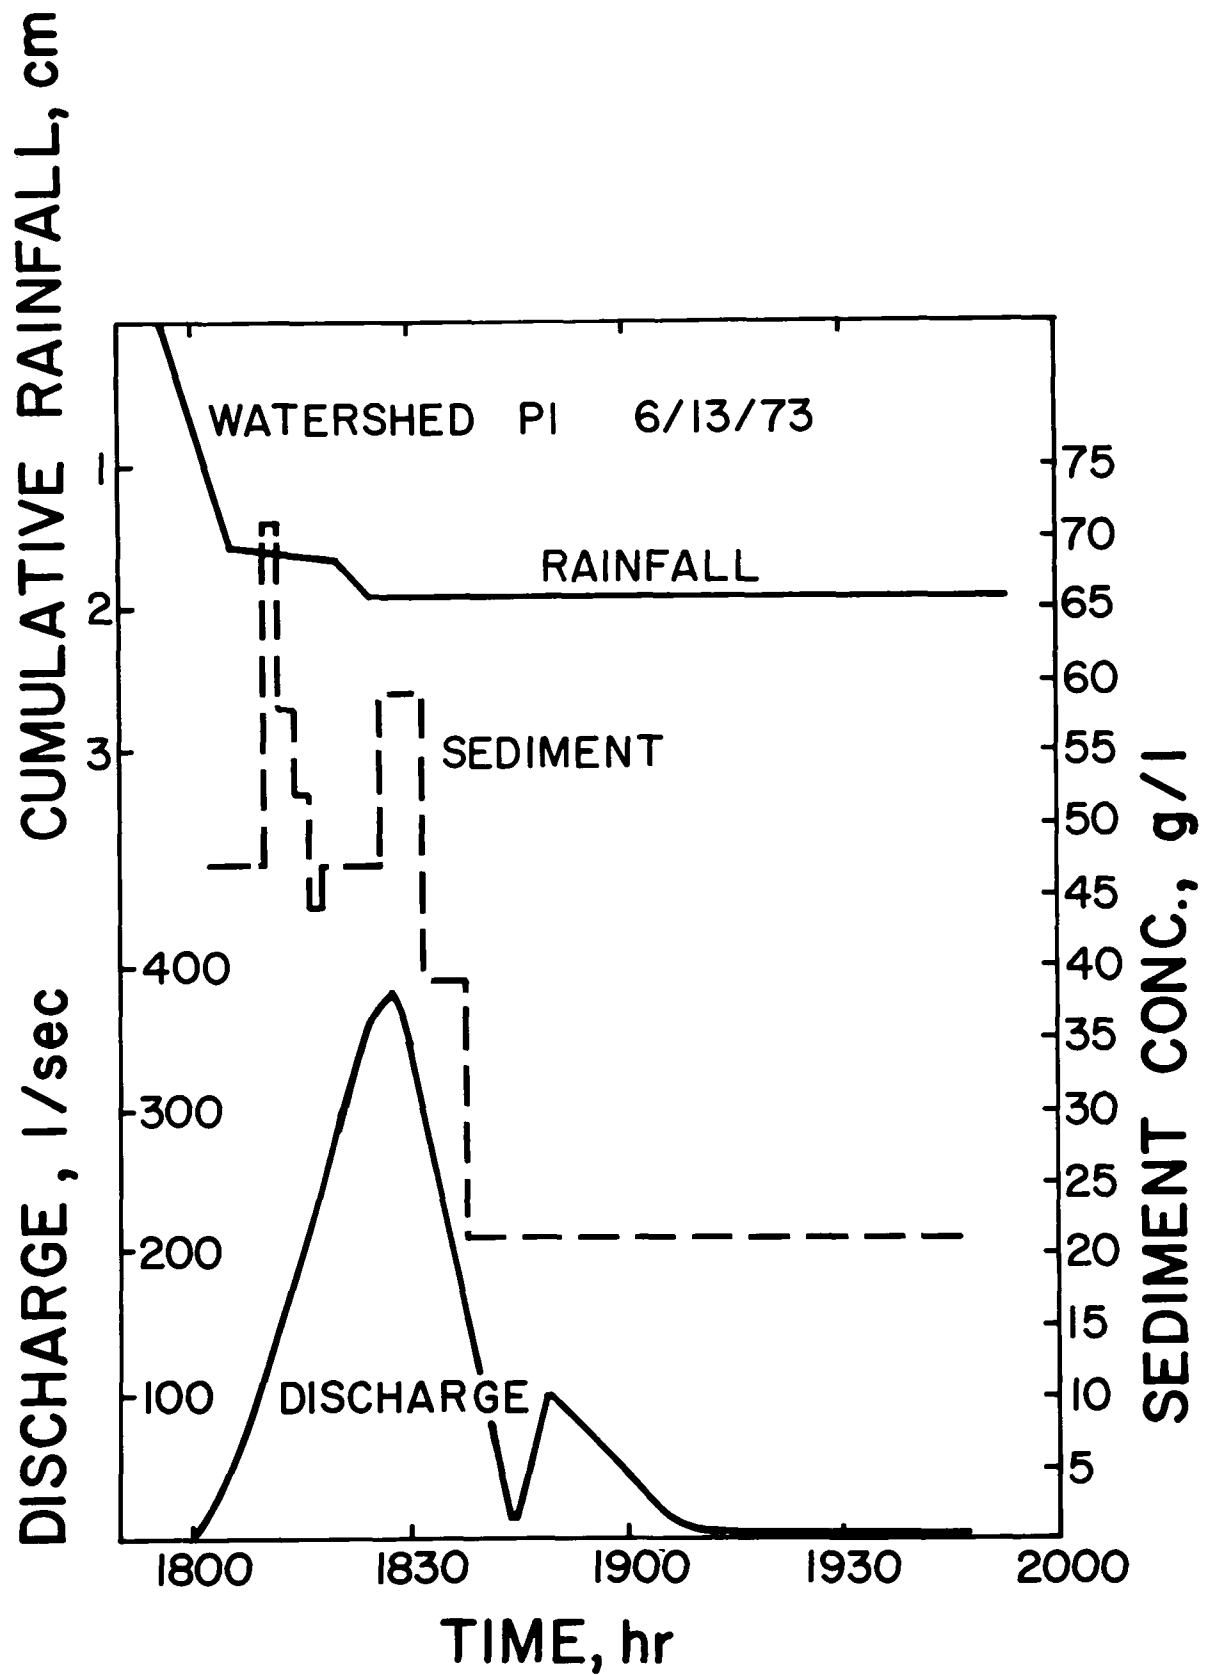 CUMULATIVE RAINFALL, cm
DISCHARGE, l/sec
WATERSHED P1 6/13/73
1
2
3
RAINFALL
SEDIMENT
75
70
65
60
55
50
45
40
35
30
25
20
15
10
5
SEDIMENT CONC., g/l
400
300
200
100
DISCHARGE
1800 1830 1900 1930 2000
TIME, hr